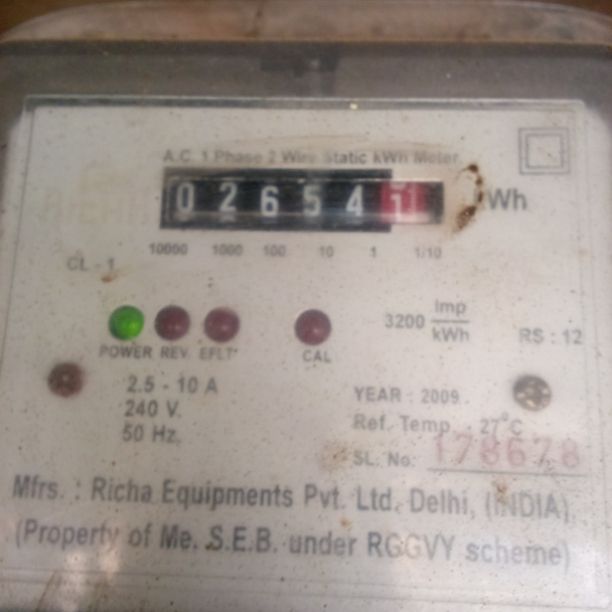 A.C. 1 Phase 2 Wire Static kWh Meter
0 2 6 5 4 1 kWh
10000 1000 100 10 1 1/10
CL - 1
3200 Imp/kWh
RS : 12
POWER REV. EFLT CAL
2.5 - 10 A
240 V.
50 Hz.
YEAR : 2009.
Ref. Temp. - 27°C
SL. No. 178678
Mfrs. : Richa Equipments Pvt. Ltd. Delhi, (INDIA)
(Property of Me. S.E.B. under RGGVY scheme)